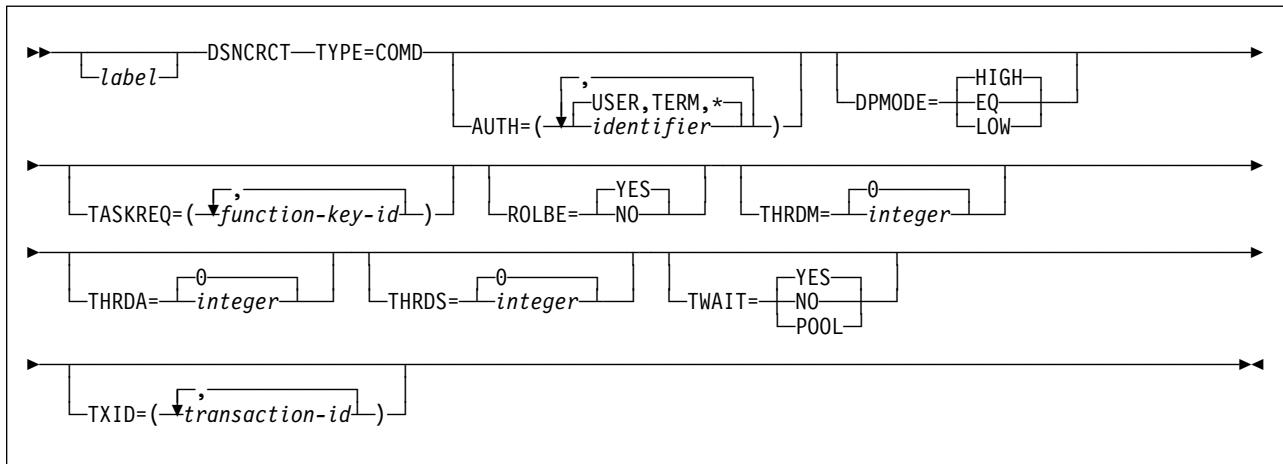 DSNCRCT TYPE=COMD
label
,
HIGH
USER,TERM,*
DPMODE= EQ
AUTH=( identifier )
LOW
,
YES
0
TASKREQ=( function-key-id )
ROLBE= NO
THRDM= integer
0
0
YES
THRDA= integer
THRDS= integer
TWAIT= NO
POOL
,
TXID=( transaction-id )